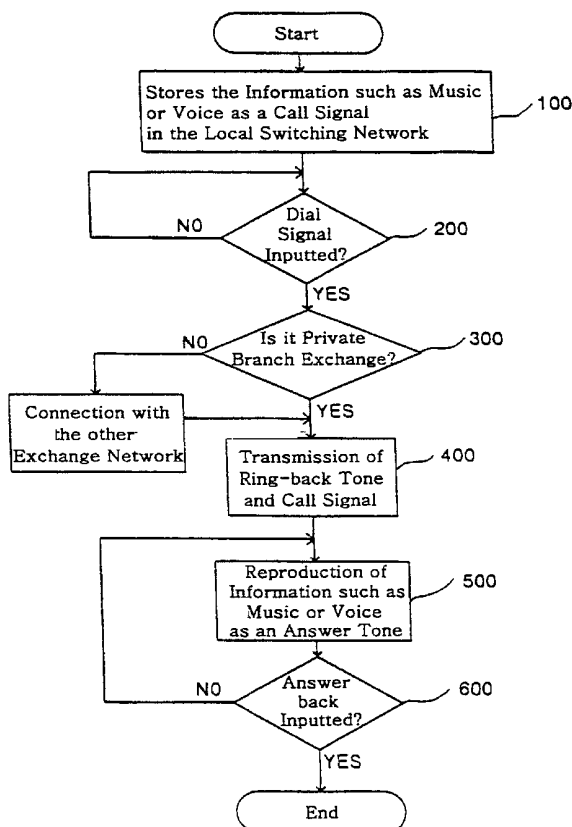 Start
Stores the Information such as Music
or Voice as a Call Signal
in the Local Switching Network
100
NO
Dial
Signal
Inputted?
200
YES
NO
Is it Private
Branch Exchange?
300
Connection with
the other
Exchange Network
YES
Transmission of
Ring-back Tone
and Call Signal
400
Reproduction of
Information such as
Music or Voice
as an Answer Tone
500
NO
Answer
back
Inputted?
600
YES
End